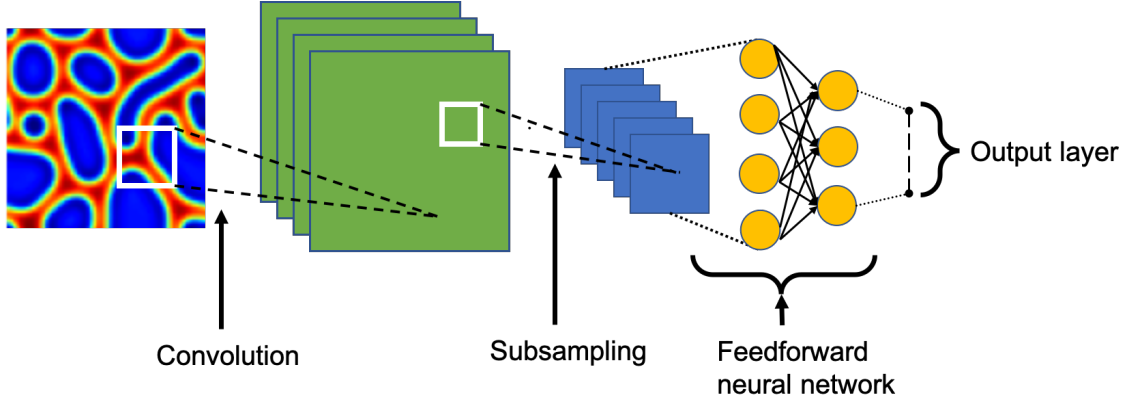 Output layer
Convolution
Subsampling
Feedforward
neural network